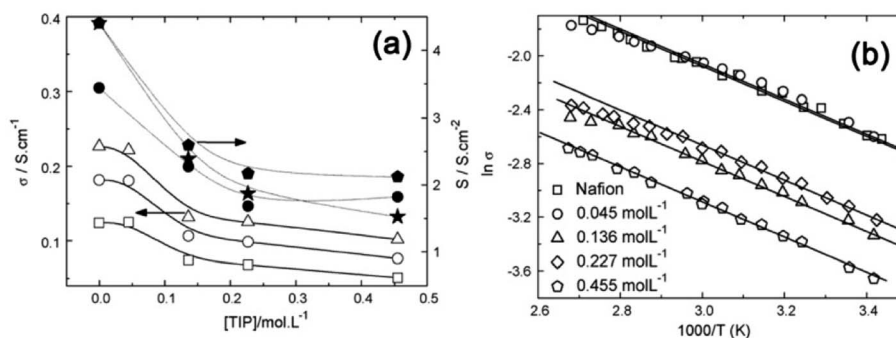 (a)
0.4
0.3
0.2
0.1
σ / S.cm⁻¹
4
3
2
1
S / S.cm⁻²
0.0 0.1 0.2 0.3 0.4 0.5
[TIP]/mol.L⁻¹
(b)
-2.0
-2.4
-2.8
-3.2
-3.6
ln σ
Nafion
0.045 molL⁻¹
0.136 molL⁻¹
0.227 molL⁻¹
0.455 molL⁻¹
2.6 2.8 3.0 3.2 3.4
1000/T (K)